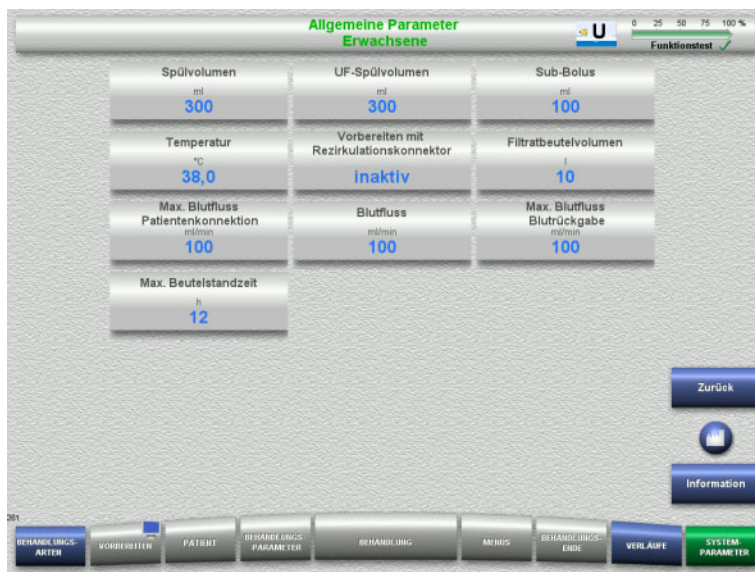 Allgemeine Parameter
Erwachsene
U
0 25 50 75 100 %
Funktionstest
Spülvolumen
ml
300
UF-Spülvolumen
ml
300
Sub-Bolus
ml
100
Temperatur
°C
38,0
Vorbereiten mit
Rezirkulationskonnektor
inaktiv
Filtratbeutelvolumen
l
10
Max. Blutfluss
Patientenkonnektion
ml/min
100
Blutfluss
ml/min
100
Max. Blutfluss
Blutrückgabe
ml/min
100
Max. Beutelstandzeit
h
12
Zurück
Information
261
BEHANDLUNGS-
ARTEN
VORBEREITEN
PATIENT
BEHANDLUNGS-
PARAMETER
BEHANDLUNG
MENUS
BEHANDLUNGS-
ENDE
VERLÄUFE
SYSTEM-
PARAMETER